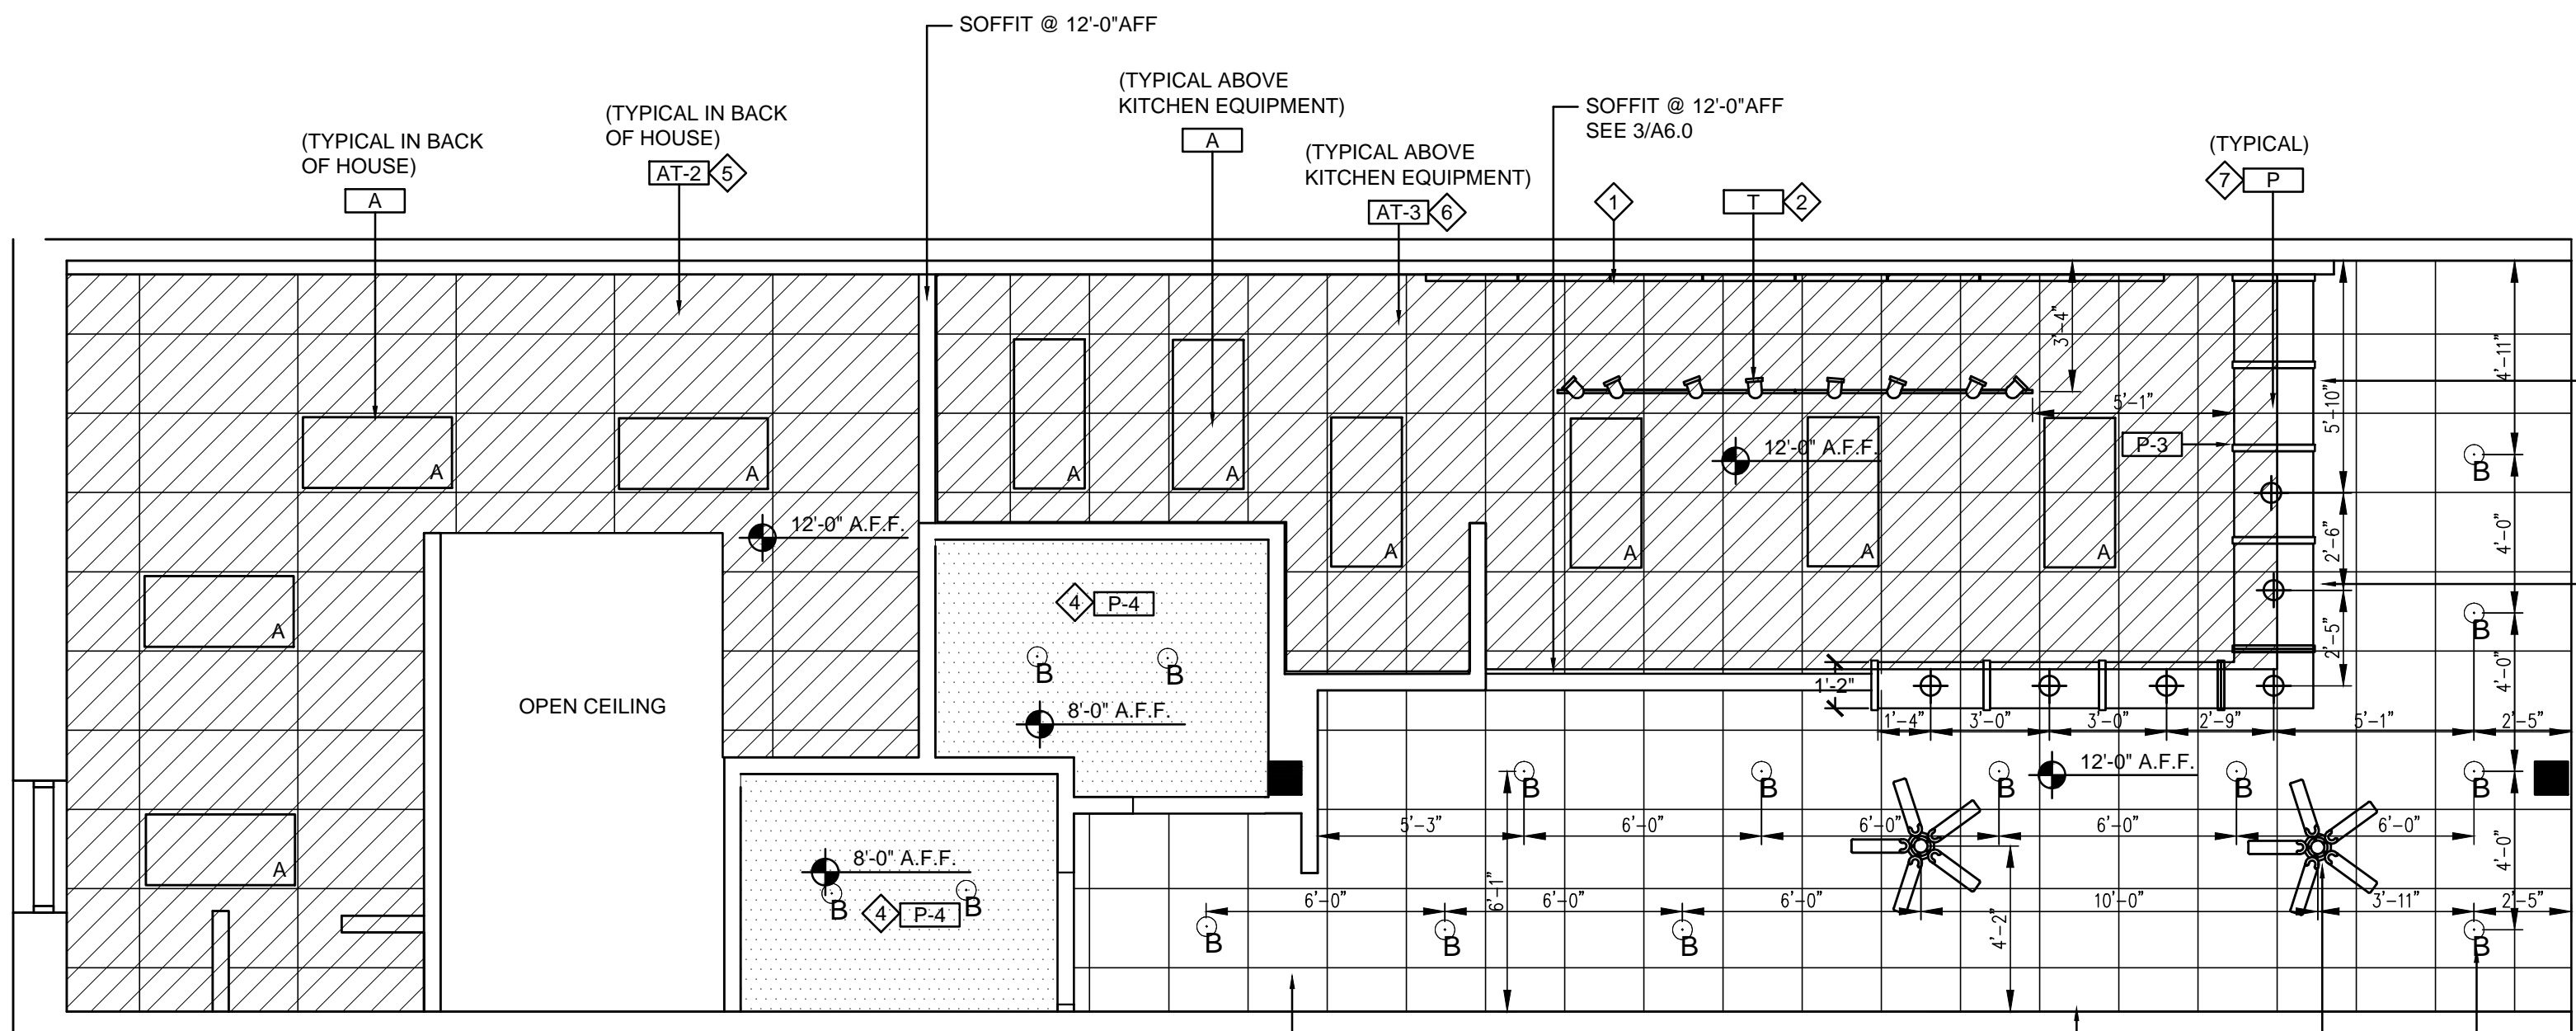 SOFFIT @ 12'-0"AFF
(TYPICAL ABOVE
KITCHEN EQUIPMENT)
A
SOFFIT @ 12'-0"AFF
SEE 3/A6.0
(TYPICAL IN BACK
OF HOUSE)
AT-2 5
(TYPICAL IN BACK
OF HOUSE)
A
(TYPICAL ABOVE
KITCHEN EQUIPMENT)
AT-3 6
1
T 2
(TYPICAL)
7 P
3'-4"
4'-11"
5'-10"
5'-1"
P-3
12'-0" A.F.F.
A
A
A
A
B
12'-0" A.F.F.
A
A
A
A
2'-6"
4'-0"
4 P-4
A
B
B
B
2'-5"
4'-0"
1'-2"
OPEN CEILING
8'-0" A.F.F.
1'-4"
3'-0"
3'-0"
2'-9"
5'-1"
2'-5"
12'-0" A.F.F.
B
B
B
B
B
5'-3"
6'-0"
6'-0"
6'-0"
6'-0"
4'-0"
8'-0" A.F.F.
A
B
B
4 P-4
6'-1"
6'-0"
6'-0"
6'-0"
10'-0"
3'-11"
2'-5"
4'-2"
B
B
B
B